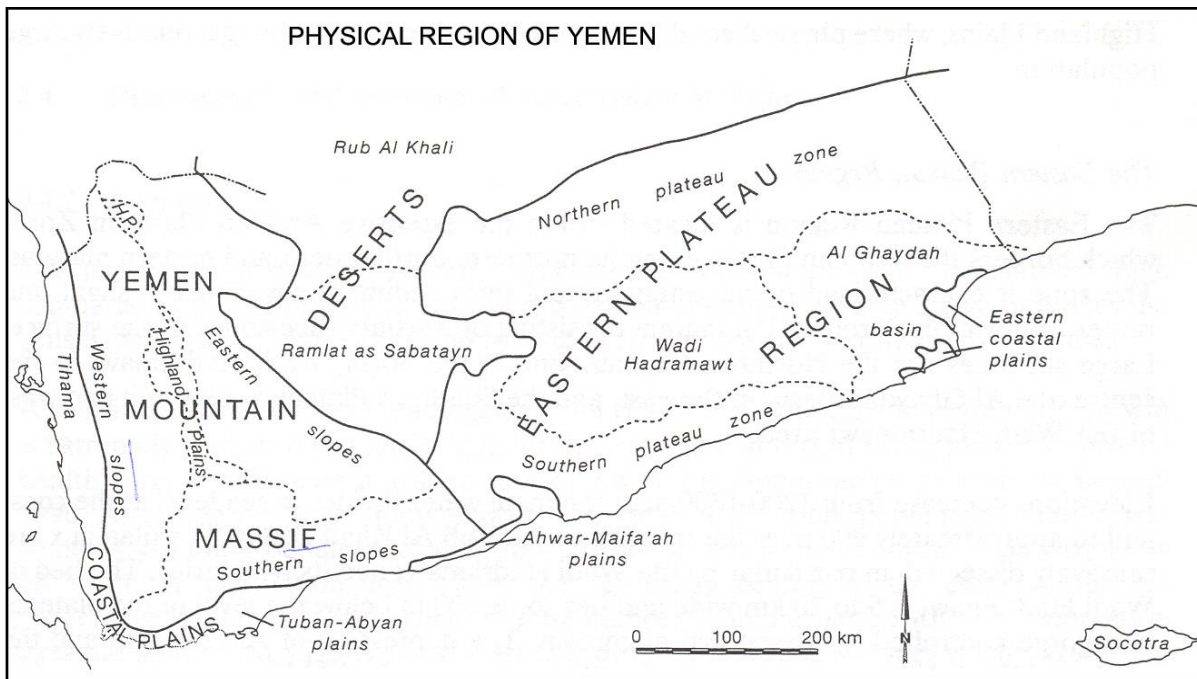 PHYSICAL REGION OF YEMEN
Rub Al Khali
Northern plateau zone
H.Pl.
YEMEN
DESERTS
EASTERN PLATEAU REGION
Al Ghaydah
basin
Eastern
coastal
plains
Tihama
Western slopes
Highland Plains
Eastern slopes
Ramlat as Sabatayn
Wadi
Hadramawt
MOUNTAIN
Southern plateau zone
MASSIF
Southern slopes
Ahwar-Maifa'ah
plains
COASTAL PLAINS
Tuban-Abyan
plains
0 100 200 km
N
Socotra